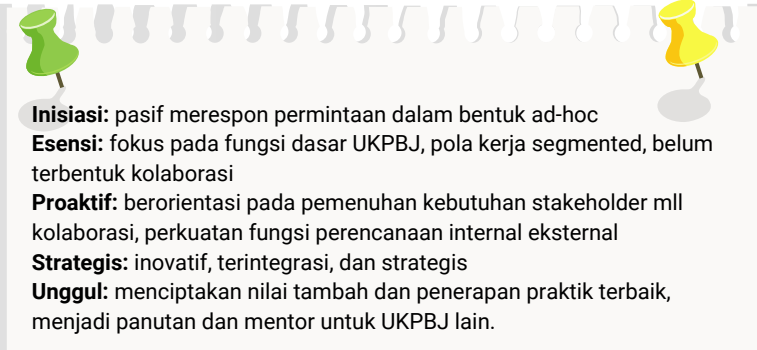 Inisiasi: pasif merespon permintaan dalam bentuk ad-hoc
Esensi: fokus pada fungsi dasar UKPBJ, pola kerja segmented, belum
terbentuk kolaborasi
Proaktif: berorientasi pada pemenuhan kebutuhan stakeholder mll
kolaborasi, perkuatan fungsi perencanaan internal eksternal
Strategis: inovatif, terintegrasi, dan strategis
Unggul: menciptakan nilai tambah dan penerapan praktik terbaik,
menjadi panutan dan mentor untuk UKPBJ lain.